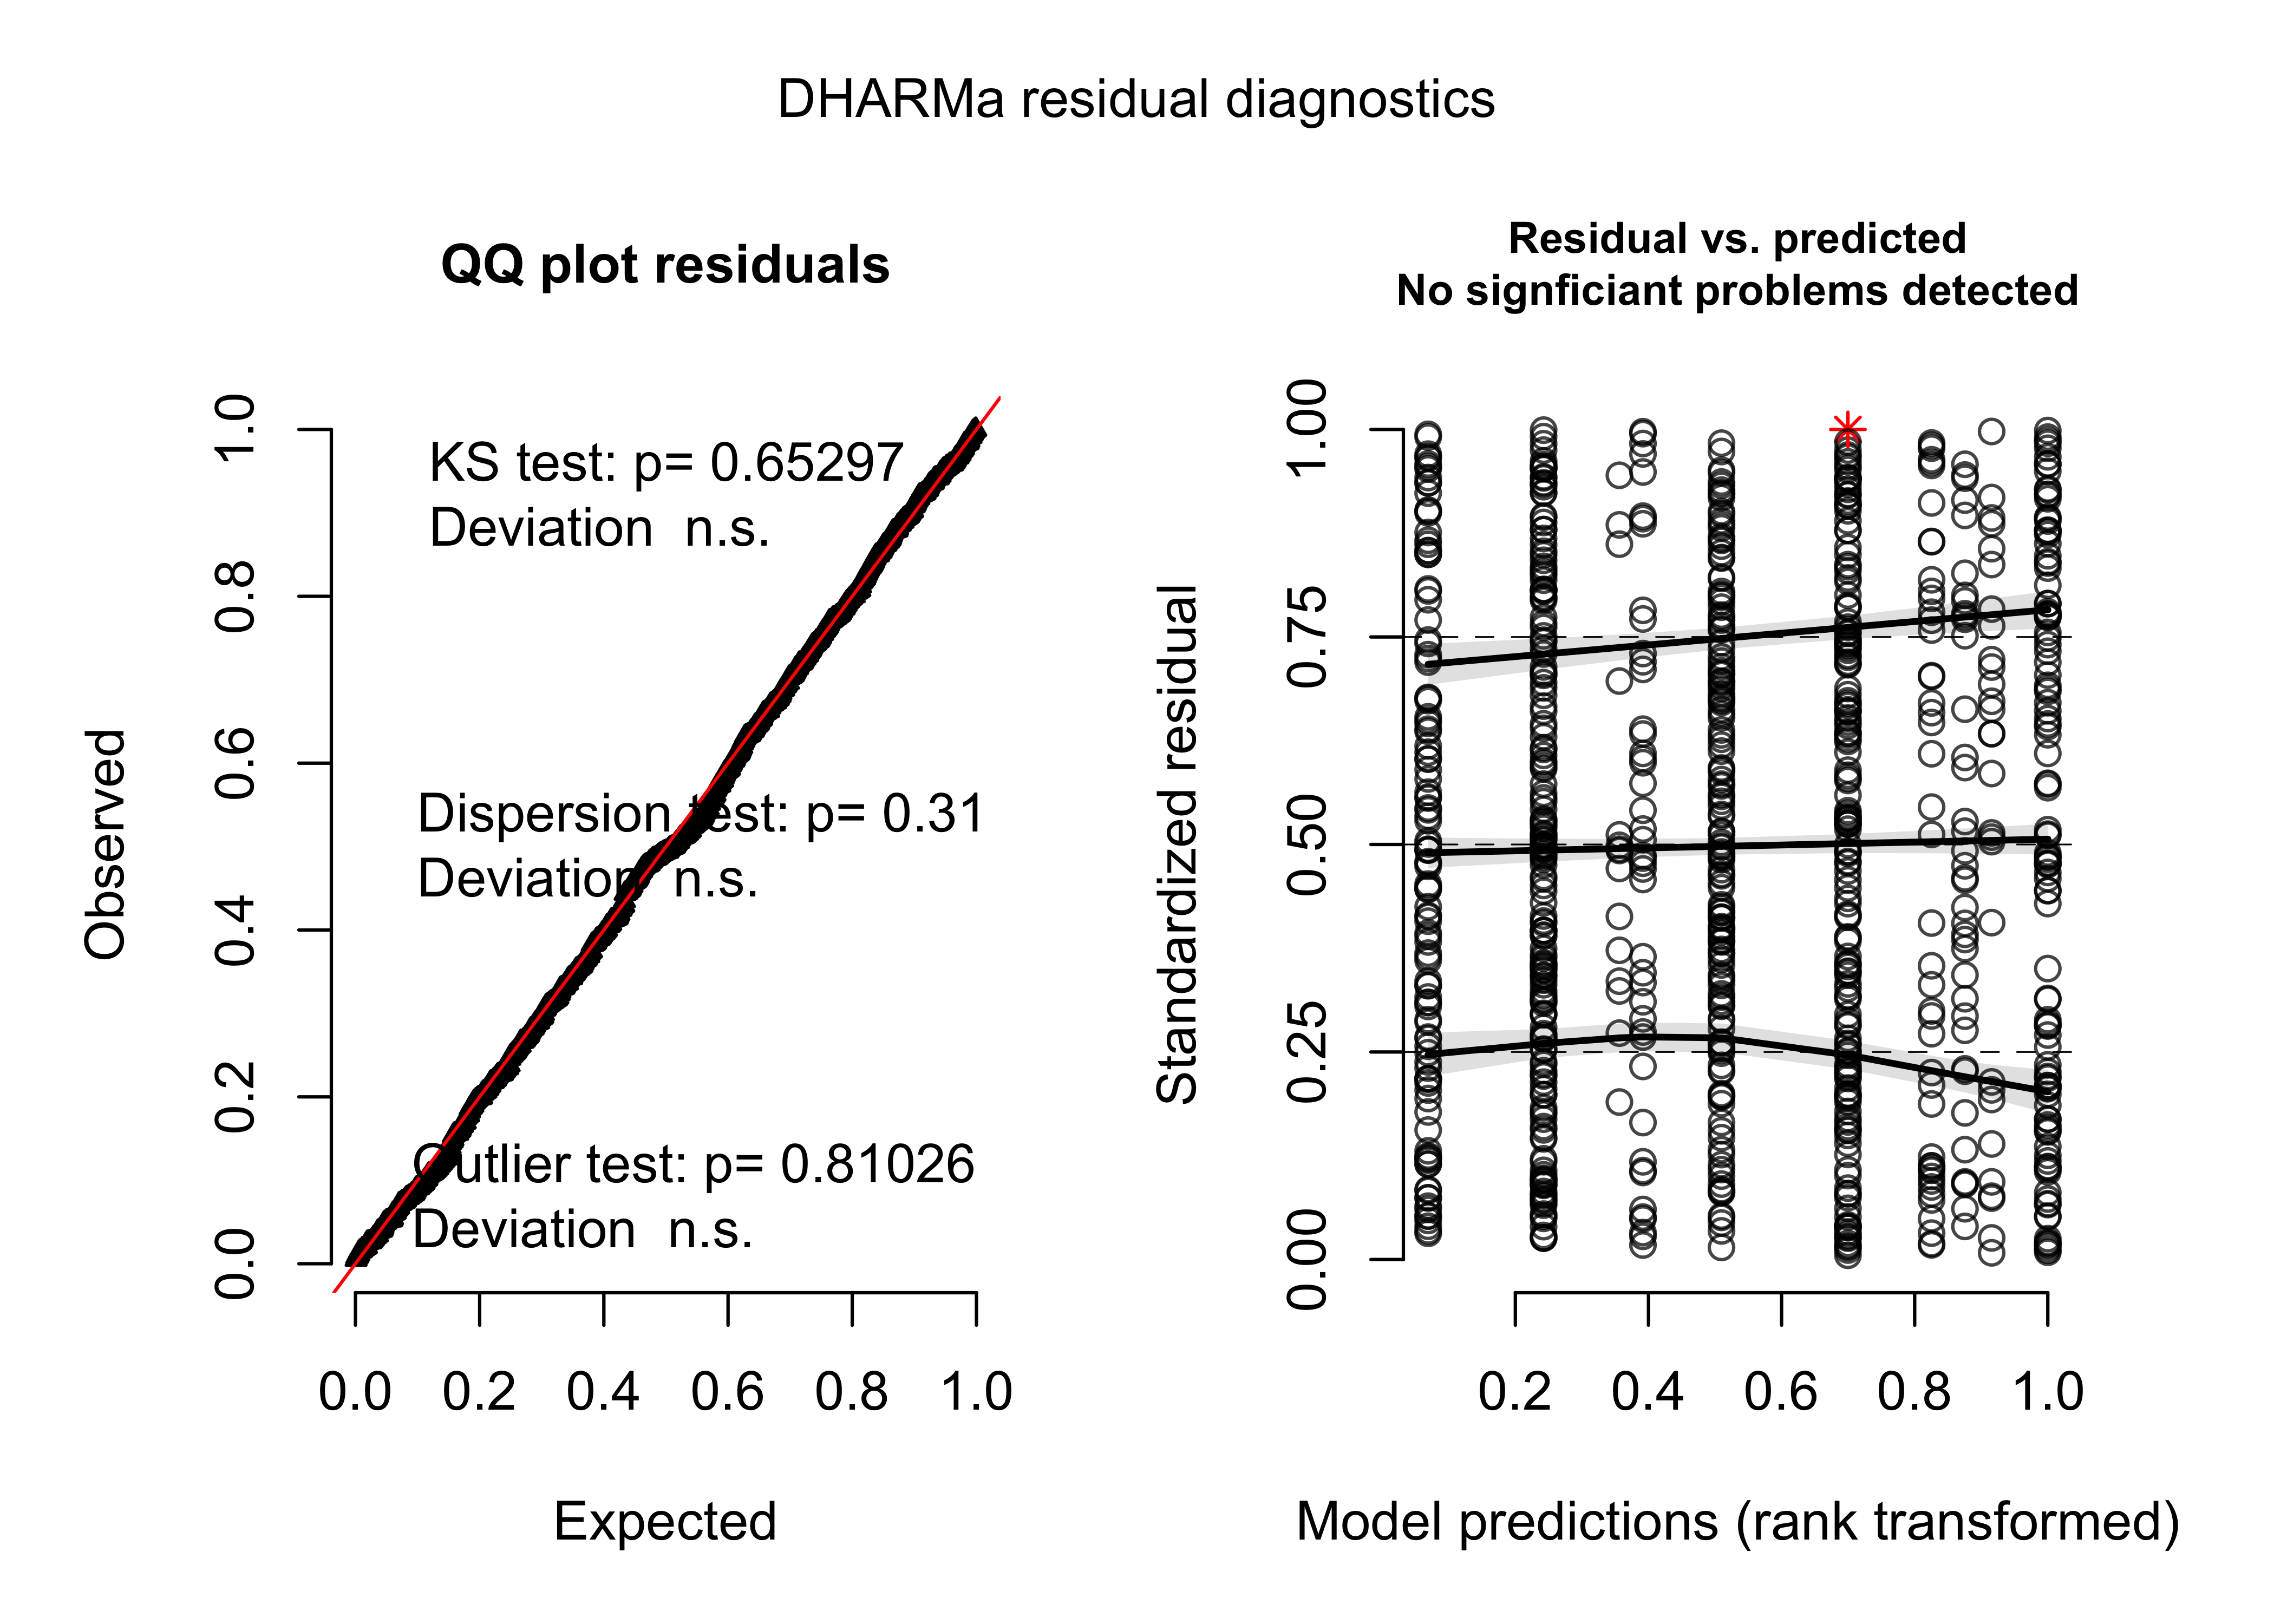 DHARMa residual diagnostics
QQ plot residuals
KS test: p= 0.65297
Deviation  n.s.
Dispersion test: p= 0.31
Deviation  n.s.
Outlier test: p= 0.81026
Deviation  n.s.
Observed
0.0 0.2 0.4 0.6 0.8 1.0
0.0 0.2 0.4 0.6 0.8 1.0
Expected
Residual vs. predicted
No signficiant problems detected
Standardized residual
0.00 0.25 0.50 0.75 1.00
0.2 0.4 0.6 0.8 1.0
Model predictions (rank transformed)